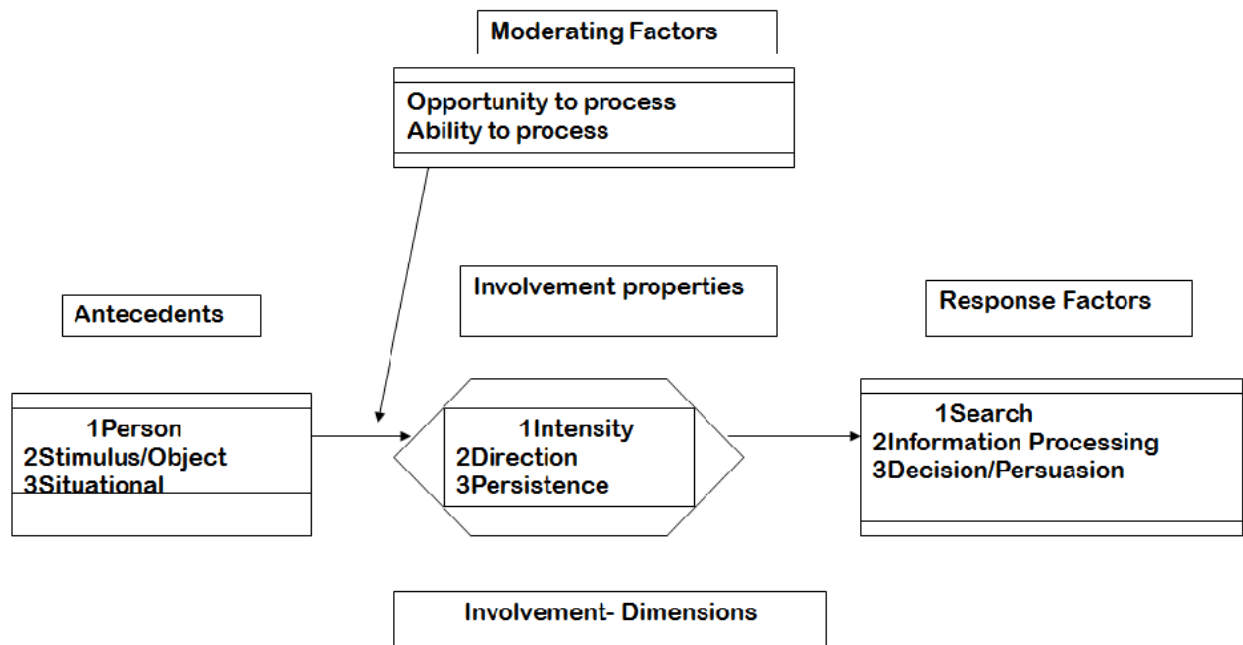 Moderating Factors
Opportunity to process
Ability to process
Involvement properties
Antecedents
Response Factors
1Person
2Stimulus/Object
3Situational
1Intensity
2Direction
3Persistence
1Search
2Information Processing
3Decision/Persuasion
Involvement- Dimensions